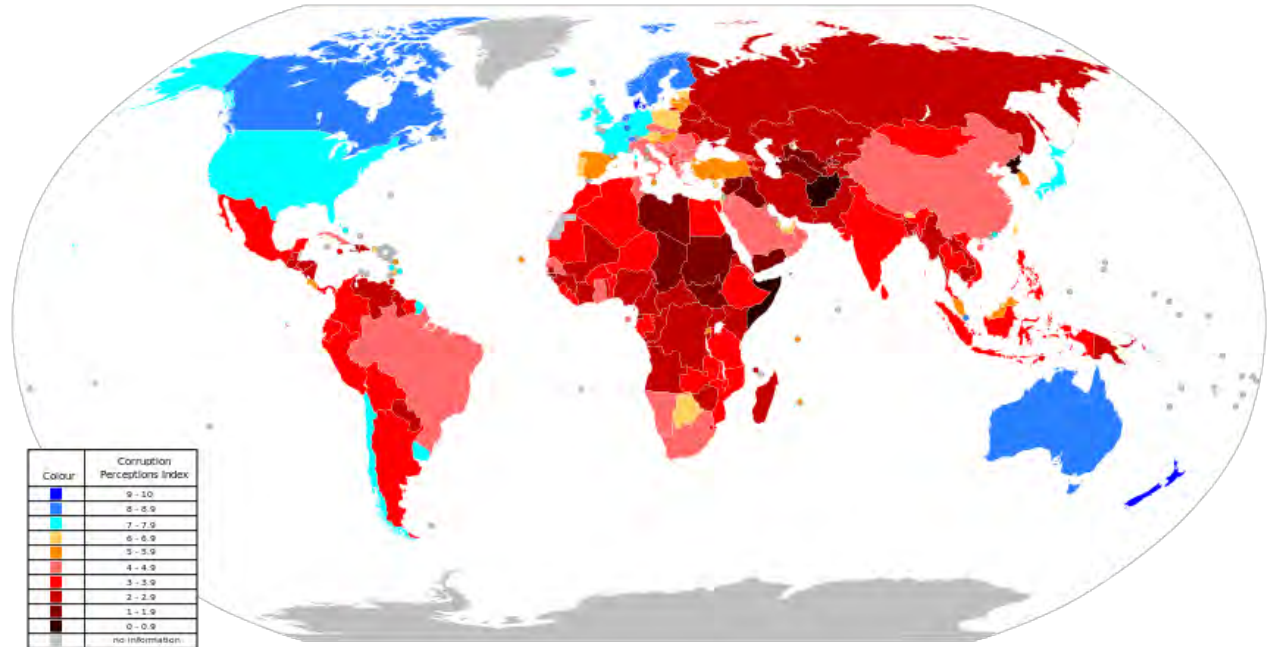 Colour
Corruption
Perceptions Index
9 - 10
8 - 8.9
7 - 7.9
6 - 6.9
5 - 5.9
4 - 4.9
3 - 3.9
2 - 2.9
1 - 1.9
0 - 0.9
no information